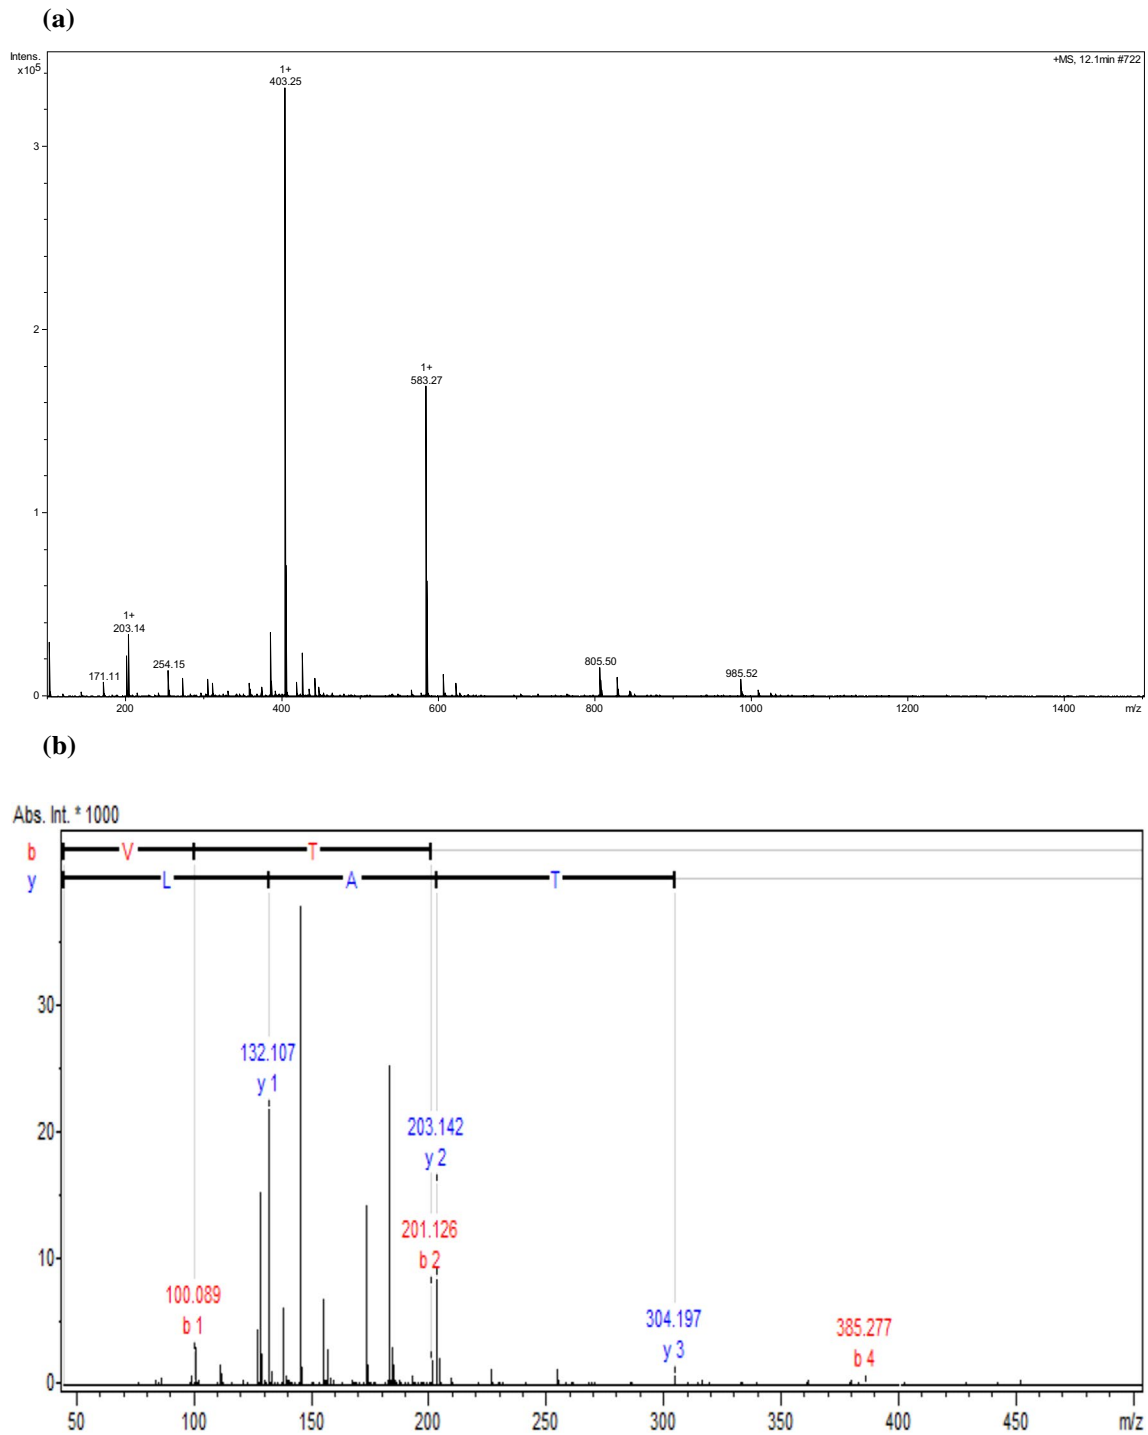 (a)
Intens.
x10^5
+MS, 12.1min #722
1+
403.25
3
1+
583.27
2
1
1+
203.14
171.11
254.15
805.50
985.52
0
200
400
600
800
1000
1200
1400
m/z
(b)
Abs. Int. * 1000
b
V
T
y
L
A
T
30
132.107
y 1
203.142
y 2
20
201.126
b 2
10
100.089
b 1
304.197
y 3
385.277
b 4
0
50
100
150
200
250
300
350
400
450
m/z